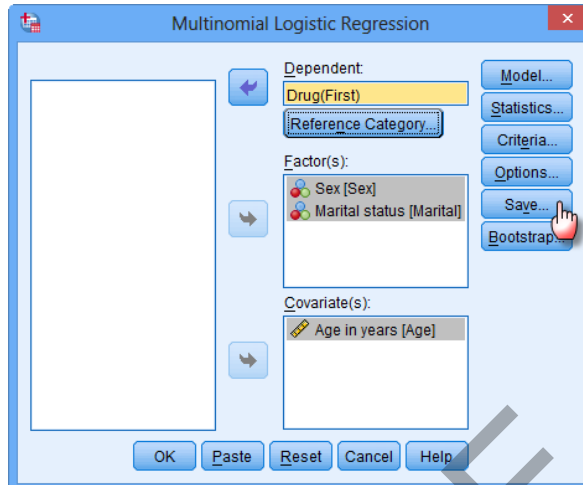 Multinomial Logistic Regression
Dependent:
Drug(First)
Reference Category...
Factor(s):
Sex [Sex]
Marital status [Marital]
Covariate(s):
Age in years [Age]
Model...
Statistics...
Criteria...
Options...
Save...
Bootstrap...
OK Paste Reset Cancel Help